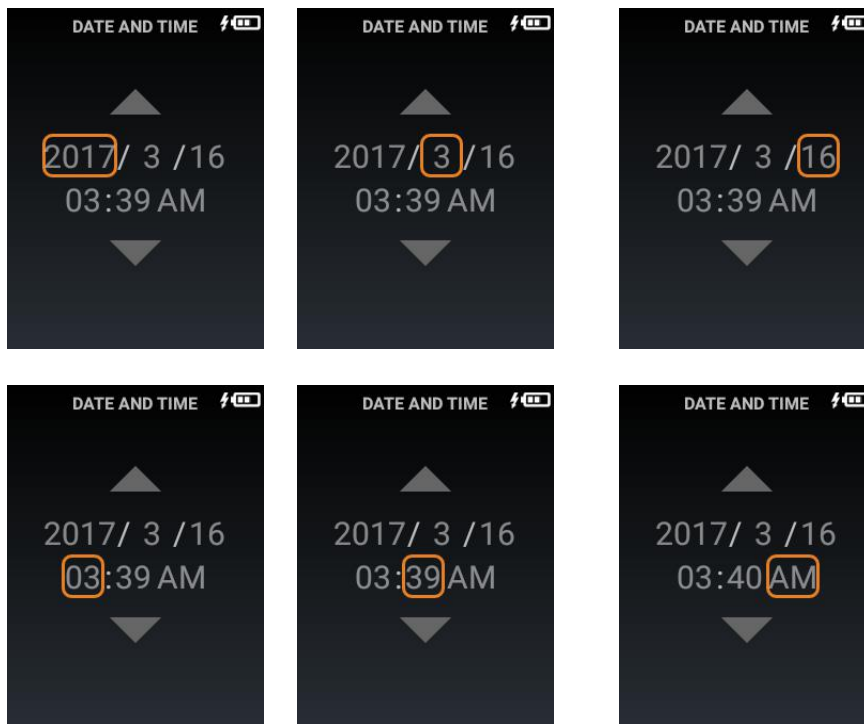 DATE AND TIME
2017/ 3 /16
03:39 AM
DATE AND TIME
2017/ 3 /16
03:39 AM
DATE AND TIME
2017/ 3 /16
03:39 AM
DATE AND TIME
2017/ 3 /16
03:39 AM
DATE AND TIME
2017/ 3 /16
03:39 AM
DATE AND TIME
2017/ 3 /16
03:40 AM